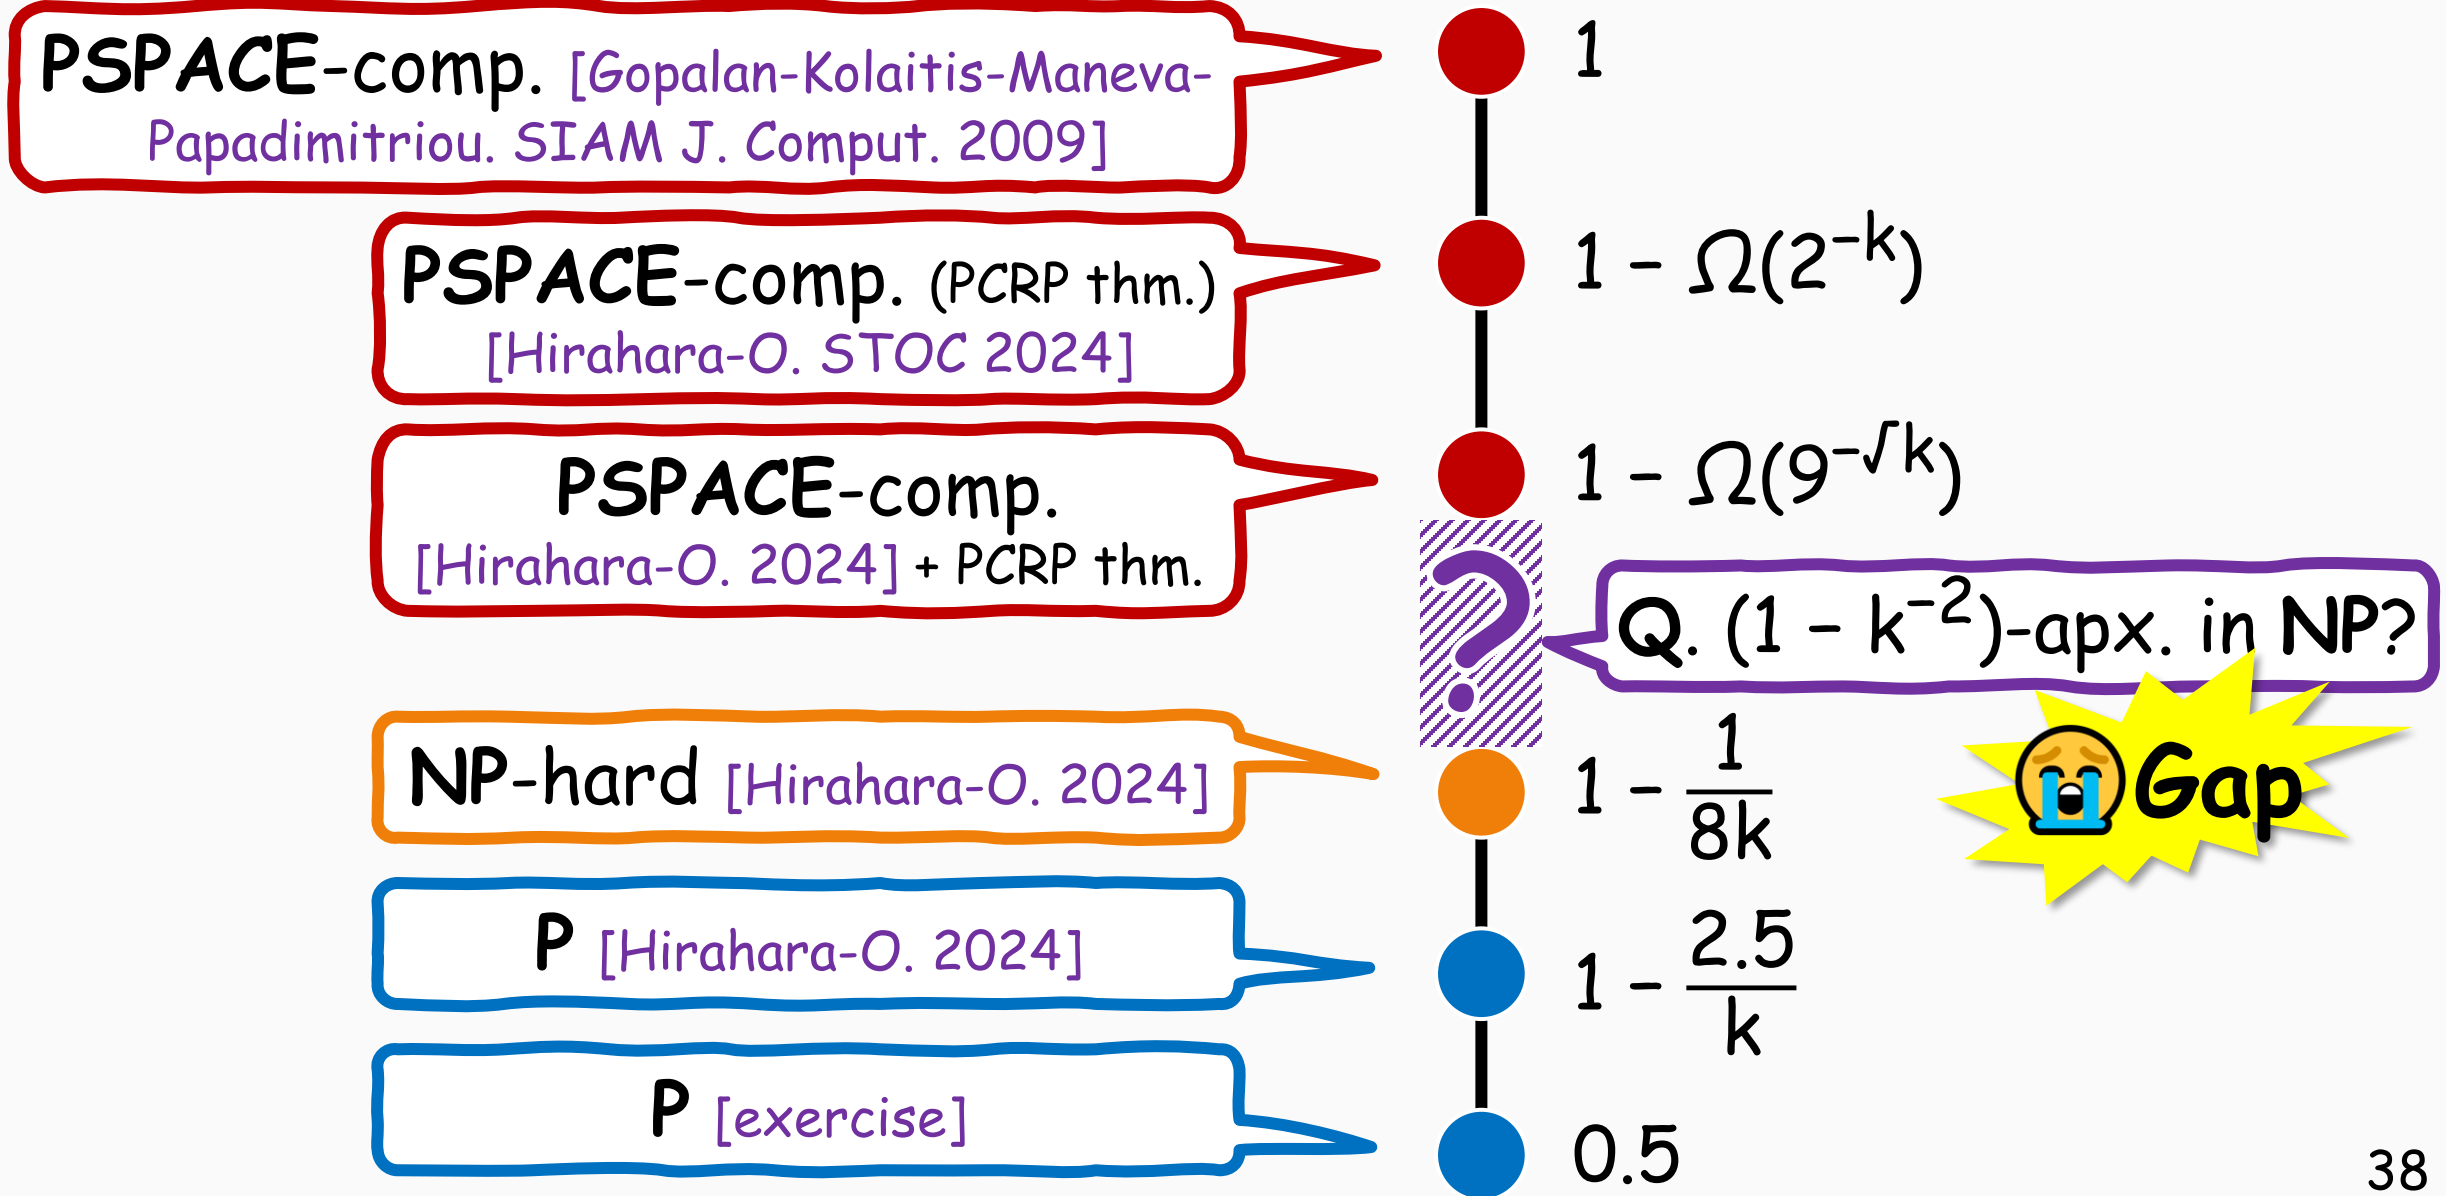 PSPACE-comp. [Gopalan-Kolaitis-Maneva-
Papadimitriou. SIAM J. Comput. 2009]
1
PSPACE-comp. (PCRP thm.)
[Hirahara-O. STOC 2024]
1 - Ω(2⁻ᵏ)
PSPACE-comp.
[Hirahara-O. 2024] + PCRP thm.
1 - Ω(9^-√k)
?
Q. (1 - k⁻²)-apx. in NP?
Gap
NP-hard [Hirahara-O. 2024]
1 - 1/8k
P [Hirahara-O. 2024]
1 - 2.5/k
P [exercise]
0.5
38